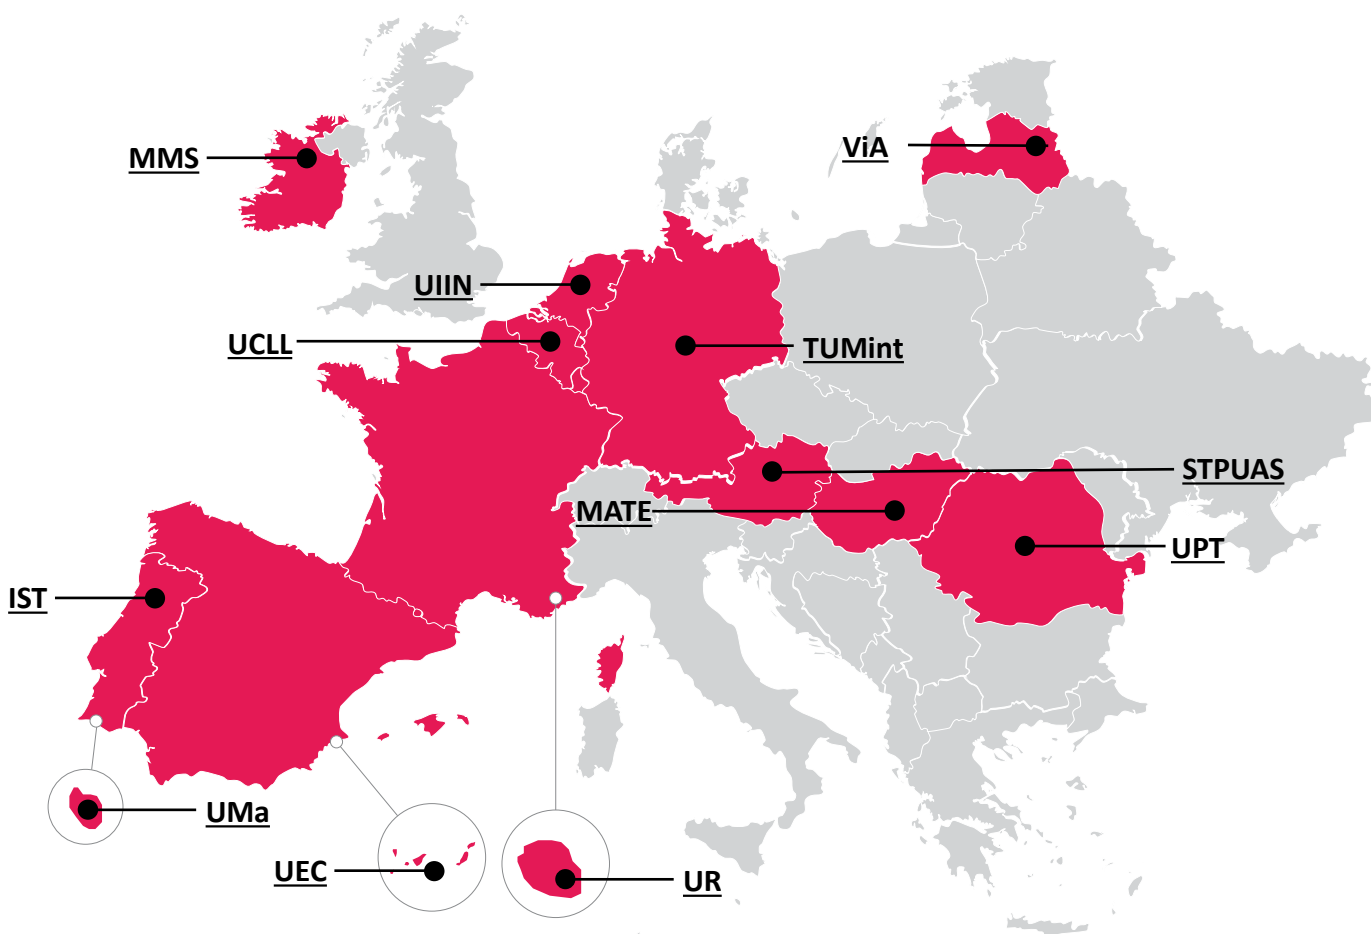 MMS
ViA
UIIN
UCLL
TUMint
STPUAS
MATE
UPT
IST
UMa
UEC
UR